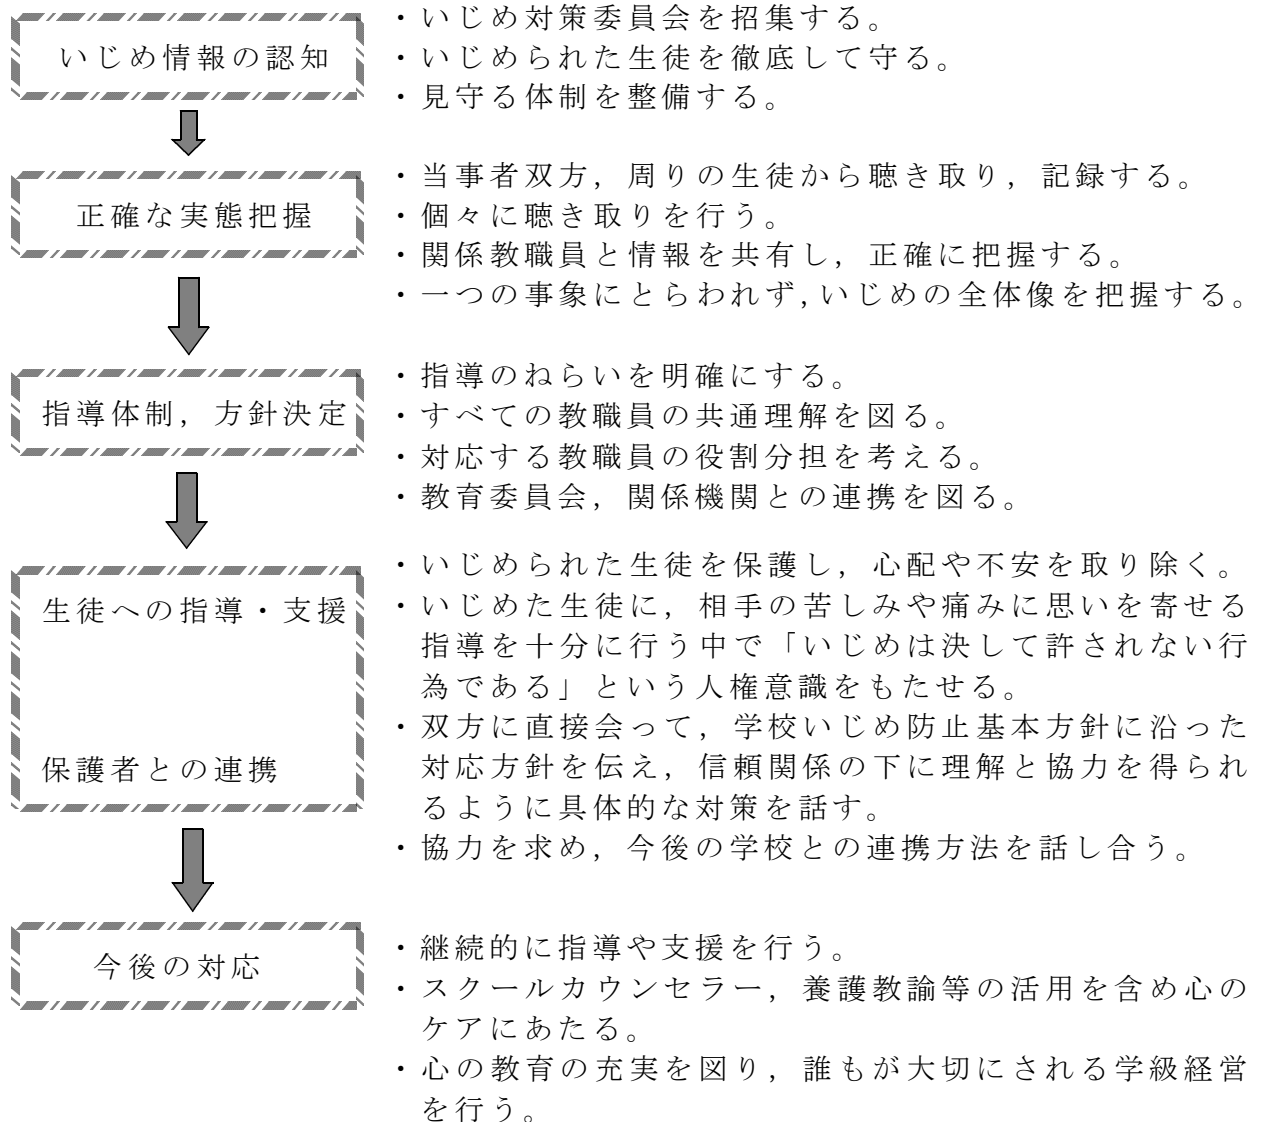 いじめ情報の認知
・いじめ対策委員会を招集する。
・いじめられた生徒を徹底して守る。
・見守る体制を整備する。
正確な実態把握
・当事者双方，周りの生徒から聴き取り，記録する。
・個々に聴き取りを行う。
・関係教職員と情報を共有し，正確に把握する。
・一つの事象にとらわれず,いじめの全体像を把握する。
指導体制，方針決定
・指導のねらいを明確にする。
・すべての教職員の共通理解を図る。
・対応する教職員の役割分担を考える。
・教育委員会，関係機関との連携を図る。
生徒への指導・支援
・いじめられた生徒を保護し，心配や不安を取り除く。
・いじめた生徒に，相手の苦しみや痛みに思いを寄せる
指導を十分に行う中で「いじめは決して許されない行
為である」という人権意識をもたせる。
保護者との連携
・双方に直接会って，学校いじめ防止基本方針に沿った
対応方針を伝え，信頼関係の下に理解と協力を得られ
るように具体的な対策を話す。
・協力を求め，今後の学校との連携方法を話し合う。
今後の対応
・継続的に指導や支援を行う。
・スクールカウンセラー，養護教諭等の活用を含め心の
ケアにあたる。
・心の教育の充実を図り，誰もが大切にされる学級経営
を行う。